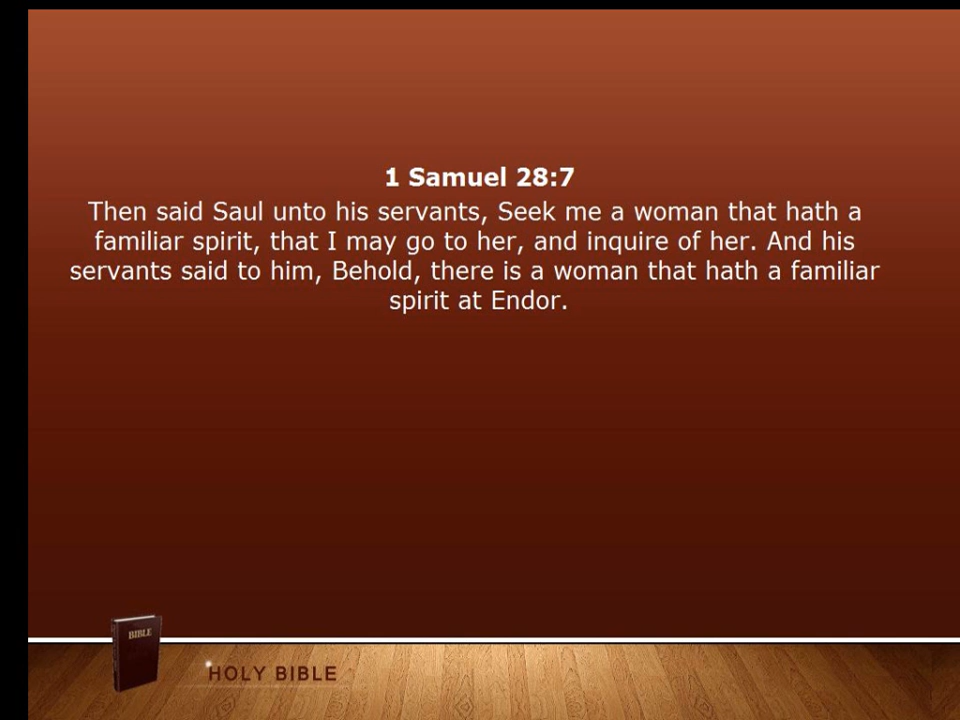 1 Samuel 28:7
Then said Saul unto his servants, Seek me a woman that hath a
familiar spirit, that I may go to her, and inquire of her. And his
servants said to him, Behold, there is a woman that hath a familiar
spirit at Endor.
BIBLE
HOLY BIBLE